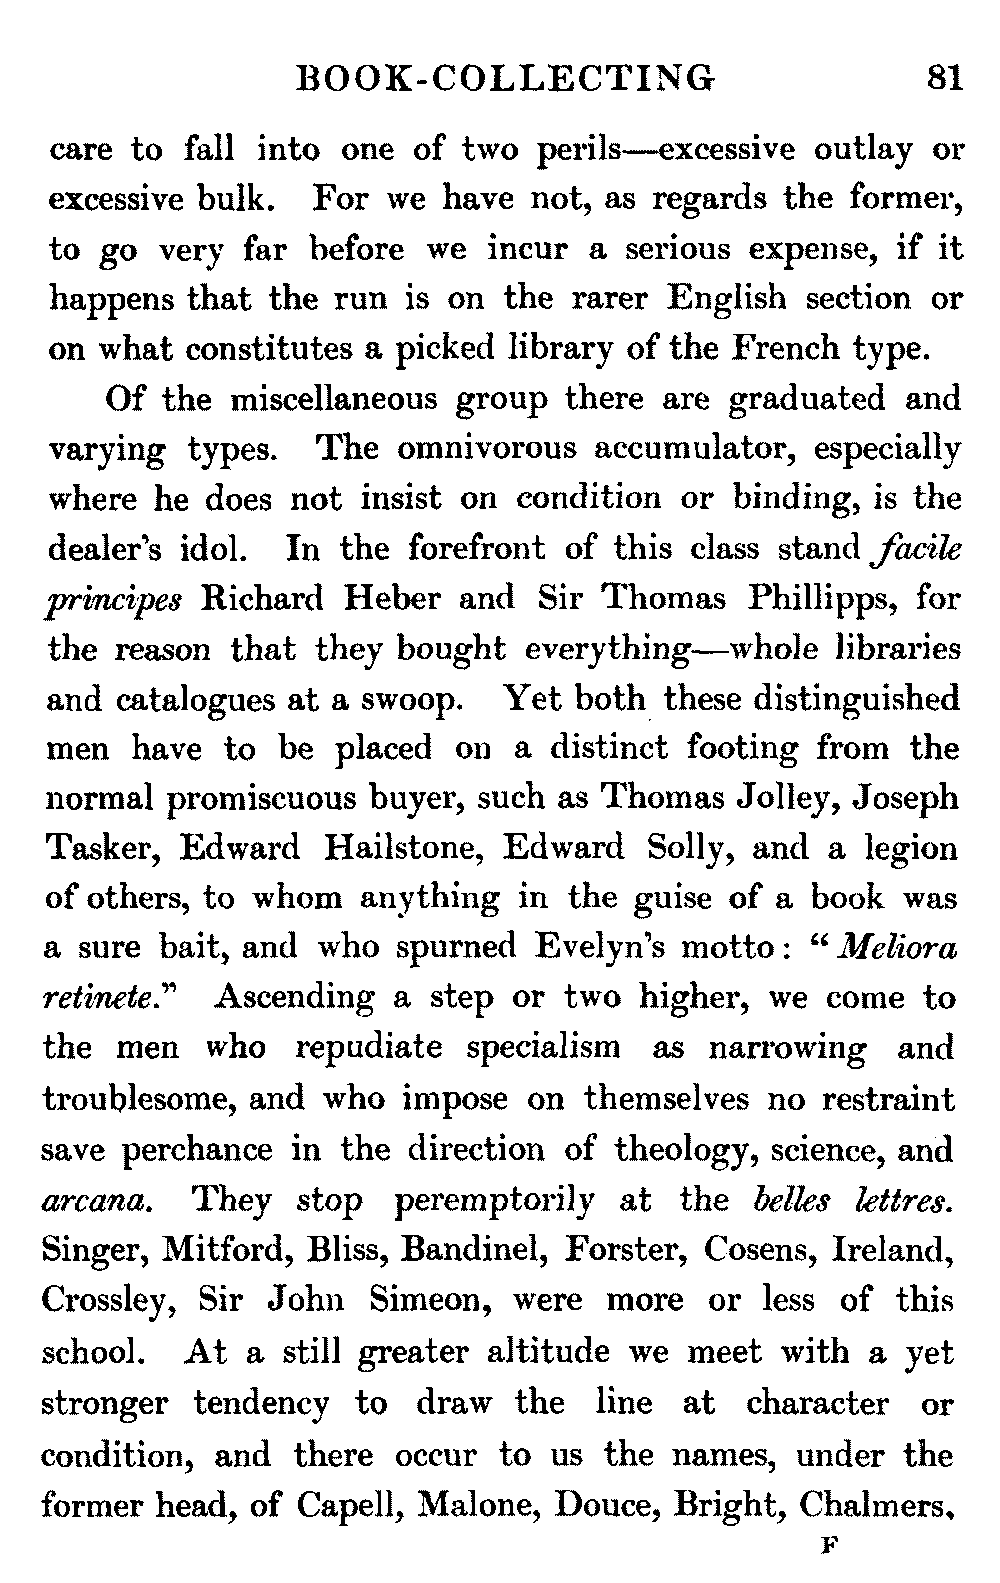 BOOK-COLLECTING 81
care to fall into one of two perils—excessive outlay or
excessive bulk. For we have not, as regards the former,
to go very far before we incur a serious expense, if it
happens that the run is on the rarer English section or
on what constitutes a picked library of the French type.
Of the miscellaneous group there are graduated and
varying types. The omnivorous accumulator, especially
where he does not insist on condition or binding, is the
dealer's idol. In the forefront of this class stand facile
principes Richard Heber and Sir Thomas Phillipps, for
the reason that they bought everything—whole libraries
and catalogues at a swoop. Yet both these distinguished
men have to be placed on a distinct footing from the
normal promiscuous buyer, such as Thomas Jolley, Joseph
Tasker, Edward Hailstone, Edward Solly, and a legion
of others, to whom anything in the guise of a book was
a sure bait, and who spurned Evelyn's motto: “Meliora
retinete.” Ascending a step or two higher, we come to
the men who repudiate specialism as narrowing and
troublesome, and who impose on themselves no restraint
save perchance in the direction of theology, science, and
arcana. They stop peremptorily at the belles lettres.
Singer, Mitford, Bliss, Bandinel, Forster, Cosens, Ireland,
Crossley, Sir John Simeon, were more or less of this
school. At a still greater altitude we meet with a yet
stronger tendency to draw the line at character or
condition, and there occur to us the names, under the
former head, of Capell, Malone, Douce, Bright, Chalmers,
F